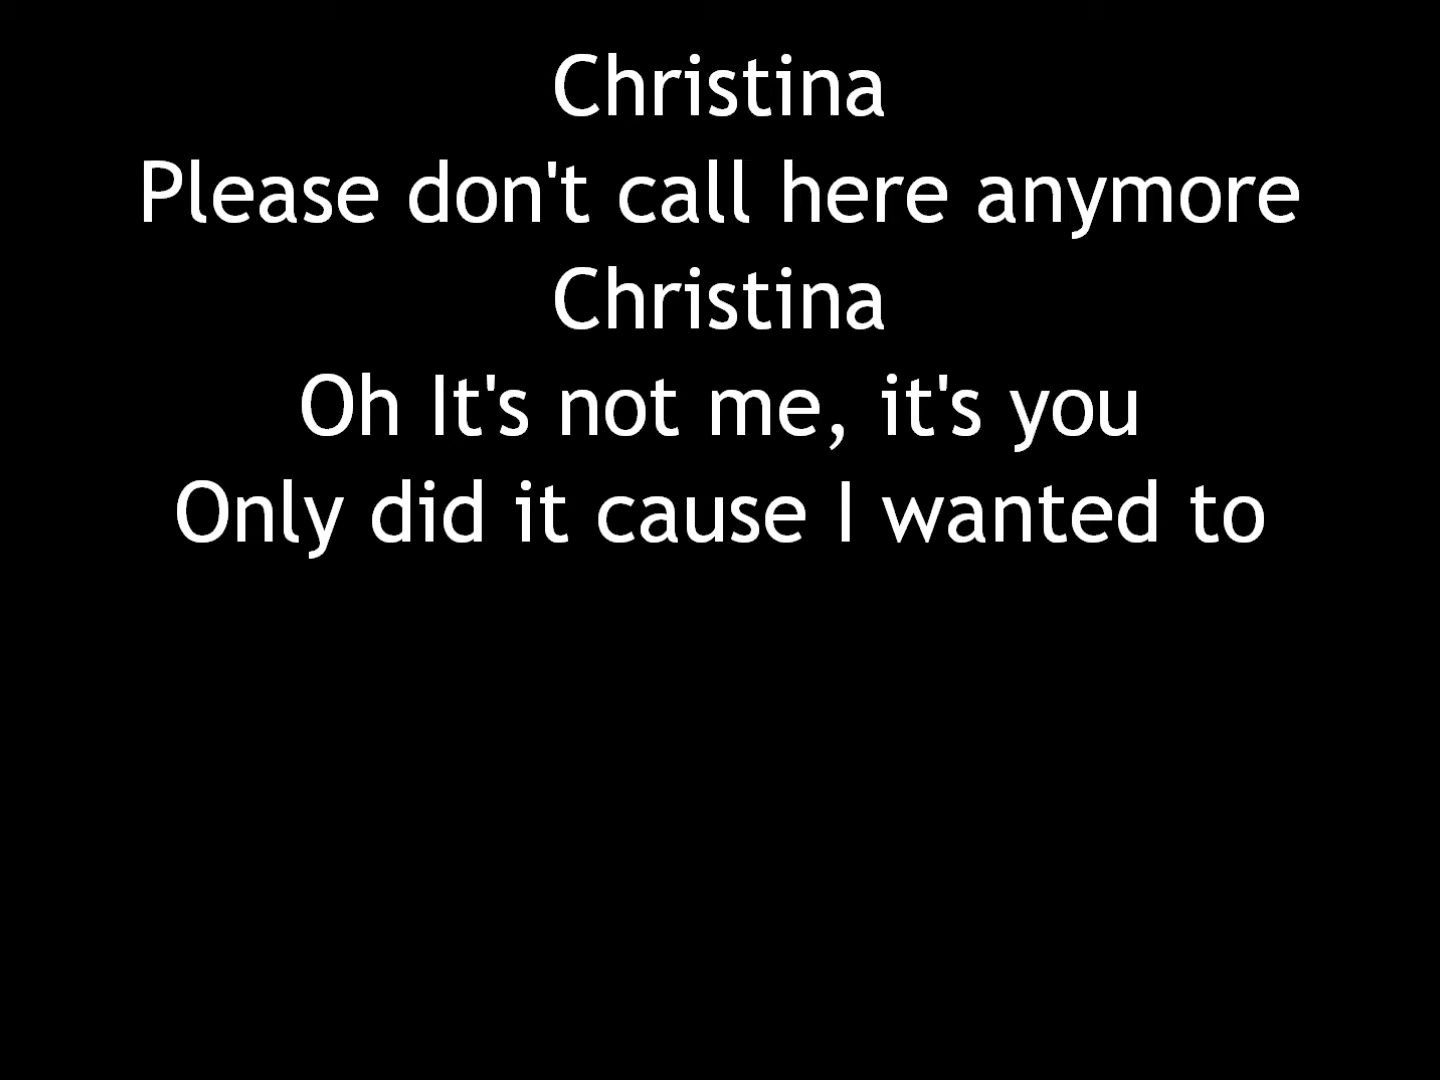 Christina
Please don't call here anymore
Christina
Oh It's not me, it's you
Only did it cause I wanted to